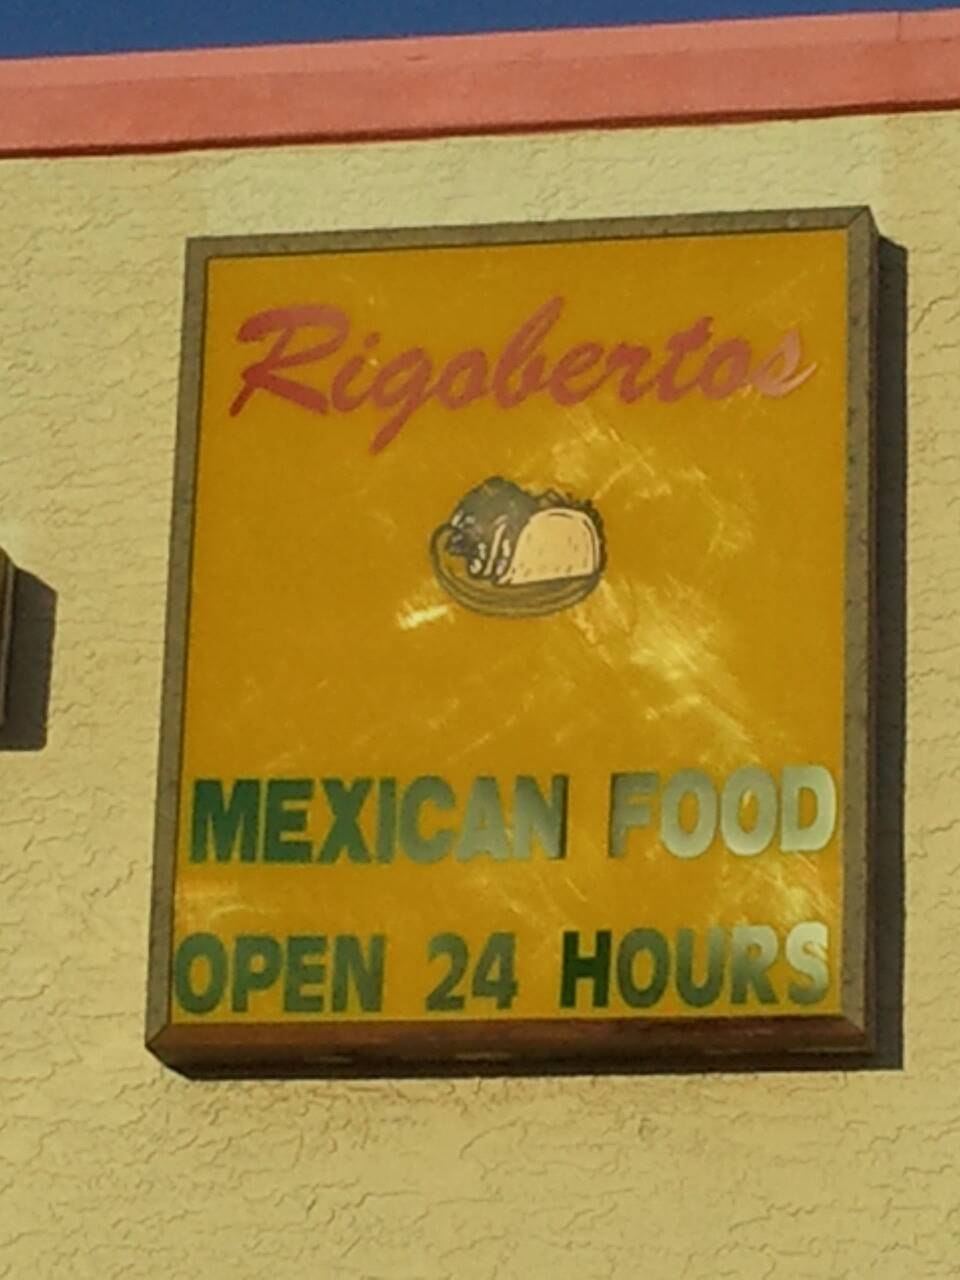 Rigobertos
MEXICAN FOOD
OPEN 24 HOURS